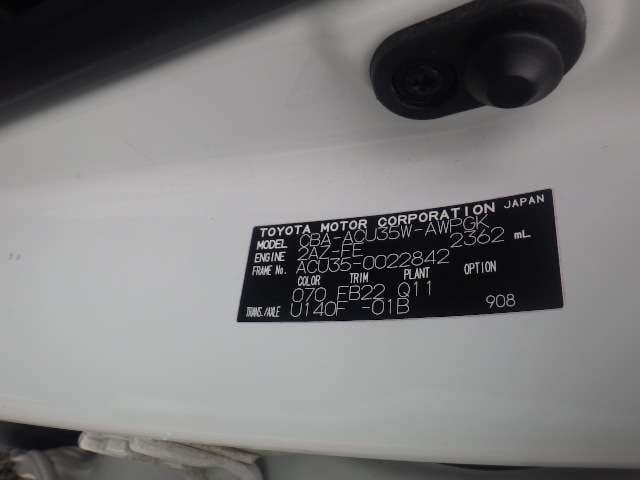 TOYOTA MOTOR CORPORATION JAPAN
MODEL CBA-ACU35W-AWPGK
ENGINE 2AZ-FE 2362 mL
FRAME No. ACU35-0022842
COLOR TRIM PLANT OPTION
070 FB22 Q11
TRANS./AXLE U140F -01B 908